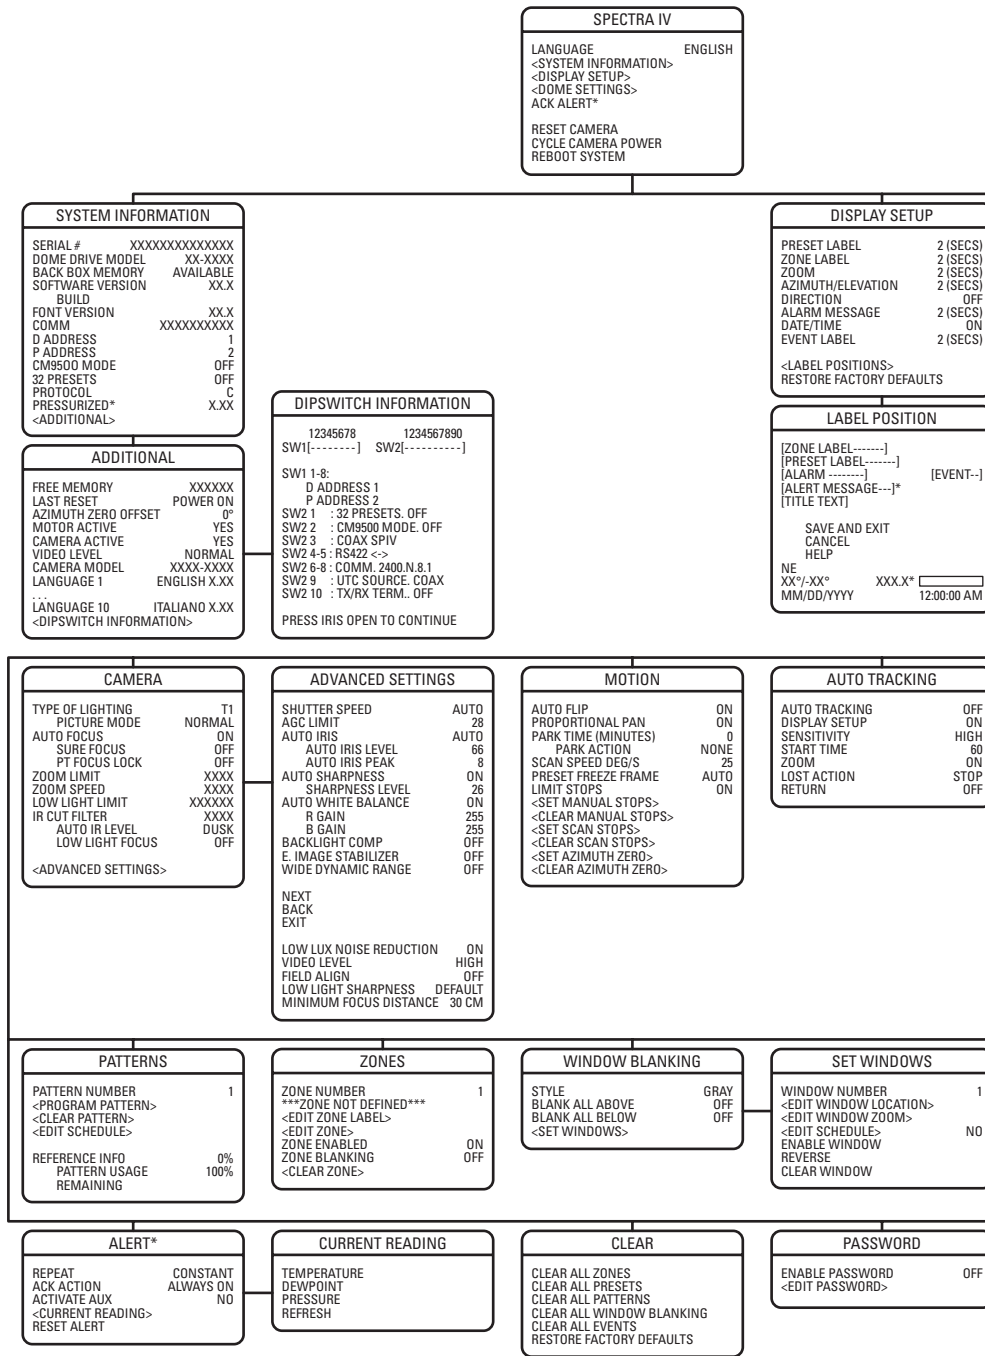 SPECTRA IV
LANGUAGE ENGLISH
<SYSTEM INFORMATION>
<DISPLAY SETUP>
<DOME SETTINGS>
ACK ALERT*
RESET CAMERA
CYCLE CAMERA POWER
REBOOT SYSTEM
SYSTEM INFORMATION
SERIAL # XXXXXXXXXXXXXX
DOME DRIVE MODEL XX-XXXX
BACK BOX MEMORY AVAILABLE
SOFTWARE VERSION XX.X
BUILD
FONT VERSION XX.X
COMM XXXXXXXXXX
D ADDRESS 1
P ADDRESS 2
CM9500 MODE OFF
32 PRESETS OFF
PROTOCOL C
PRESSURIZED* X.XX
<ADDITIONAL>
DISPLAY SETUP
PRESET LABEL 2 (SECS)
ZONE LABEL 2 (SECS)
ZOOM 2 (SECS)
AZIMUTH/ELEVATION 2 (SECS)
DIRECTION OFF
ALARM MESSAGE 2 (SECS)
DATE/TIME ON
EVENT LABEL 2 (SECS)
<LABEL POSITIONS>
RESTORE FACTORY DEFAULTS
ADDITIONAL
FREE MEMORY XXXXXX
LAST RESET POWER ON
AZIMUTH ZERO OFFSET 0°
MOTOR ACTIVE YES
CAMERA ACTIVE YES
VIDEO LEVEL NORMAL
CAMERA MODEL XXXX-XXXX
LANGUAGE 1 ENGLISH X.XX
. . .
LANGUAGE 10 ITALIANO X.XX
<DIPSWITCH INFORMATION>
DIPSWITCH INFORMATION
12345678 1234567890
SW1[--------] SW2[----------]
SW1 1-8:
D ADDRESS 1
P ADDRESS 2
SW2 1 : 32 PRESETS. OFF
SW2 2 : CM9500 MODE. OFF
SW2 3 : COAX SPIV
SW2 4-5 : RS422 <->
SW2 6-8 : COMM. 2400.N.8.1
SW2 9 : UTC SOURCE. COAX
SW2 10 : TX/RX TERM.. OFF
PRESS IRIS OPEN TO CONTINUE
LABEL POSITION
[ZONE LABEL-------]
[PRESET LABEL-------]
[ALARM --------] [EVENT--]
[ALERT MESSAGE---]*
[TITLE TEXT]
SAVE AND EXIT
CANCEL
HELP
NE
XX°/-XX° XXX.X*
MM/DD/YYYY 12:00:00 AM
CAMERA
TYPE OF LIGHTING T1
PICTURE MODE NORMAL
AUTO FOCUS ON
SURE FOCUS OFF
PT FOCUS LOCK OFF
ZOOM LIMIT XXXX
ZOOM SPEED XXXX
LOW LIGHT LIMIT XXXXXX
IR CUT FILTER XXXX
AUTO IR LEVEL DUSK
LOW LIGHT FOCUS OFF
<ADVANCED SETTINGS>
ADVANCED SETTINGS
SHUTTER SPEED AUTO
AGC LIMIT 28
AUTO IRIS AUTO
AUTO IRIS LEVEL 66
AUTO IRIS PEAK 8
AUTO SHARPNESS ON
SHARPNESS LEVEL 26
AUTO WHITE BALANCE ON
R GAIN 255
B GAIN 255
BACKLIGHT COMP OFF
E. IMAGE STABILIZER OFF
WIDE DYNAMIC RANGE OFF
NEXT
BACK
EXIT
LOW LUX NOISE REDUCTION ON
VIDEO LEVEL HIGH
FIELD ALIGN OFF
LOW LIGHT SHARPNESS DEFAULT
MINIMUM FOCUS DISTANCE 30 CM
MOTION
AUTO FLIP ON
PROPORTIONAL PAN ON
PARK TIME (MINUTES) 0
PARK ACTION NONE
SCAN SPEED DEG/S 25
PRESET FREEZE FRAME AUTO
LIMIT STOPS ON
<SET MANUAL STOPS>
<CLEAR MANUAL STOPS>
<SET SCAN STOPS>
<CLEAR SCAN STOPS>
<SET AZIMUTH ZERO>
<CLEAR AZIMUTH ZERO>
AUTO TRACKING
AUTO TRACKING OFF
DISPLAY SETUP ON
SENSITIVITY HIGH
START TIME 60
ZOOM ON
LOST ACTION STOP
RETURN OFF
PATTERNS
PATTERN NUMBER 1
<PROGRAM PATTERN>
<CLEAR PATTERN>
<EDIT SCHEDULE>
REFERENCE INFO 0%
PATTERN USAGE 100%
REMAINING
ZONES
ZONE NUMBER 1
***ZONE NOT DEFINED***
<EDIT ZONE LABEL>
<EDIT ZONE>
ZONE ENABLED ON
ZONE BLANKING OFF
<CLEAR ZONE>
WINDOW BLANKING
STYLE GRAY
BLANK ALL ABOVE OFF
BLANK ALL BELOW OFF
<SET WINDOWS>
SET WINDOWS
WINDOW NUMBER 1
<EDIT WINDOW LOCATION>
<EDIT WINDOW ZOOM>
<EDIT SCHEDULE> NO
ENABLE WINDOW
REVERSE
CLEAR WINDOW
ALERT*
REPEAT CONSTANT
ACK ACTION ALWAYS ON
ACTIVATE AUX NO
<CURRENT READING>
RESET ALERT
CURRENT READING
TEMPERATURE
DEWPOINT
PRESSURE
REFRESH
CLEAR
CLEAR ALL ZONES
CLEAR ALL PRESETS
CLEAR ALL PATTERNS
CLEAR ALL WINDOW BLANKING
CLEAR ALL EVENTS
RESTORE FACTORY DEFAULTS
PASSWORD
ENABLE PASSWORD OFF
<EDIT PASSWORD>